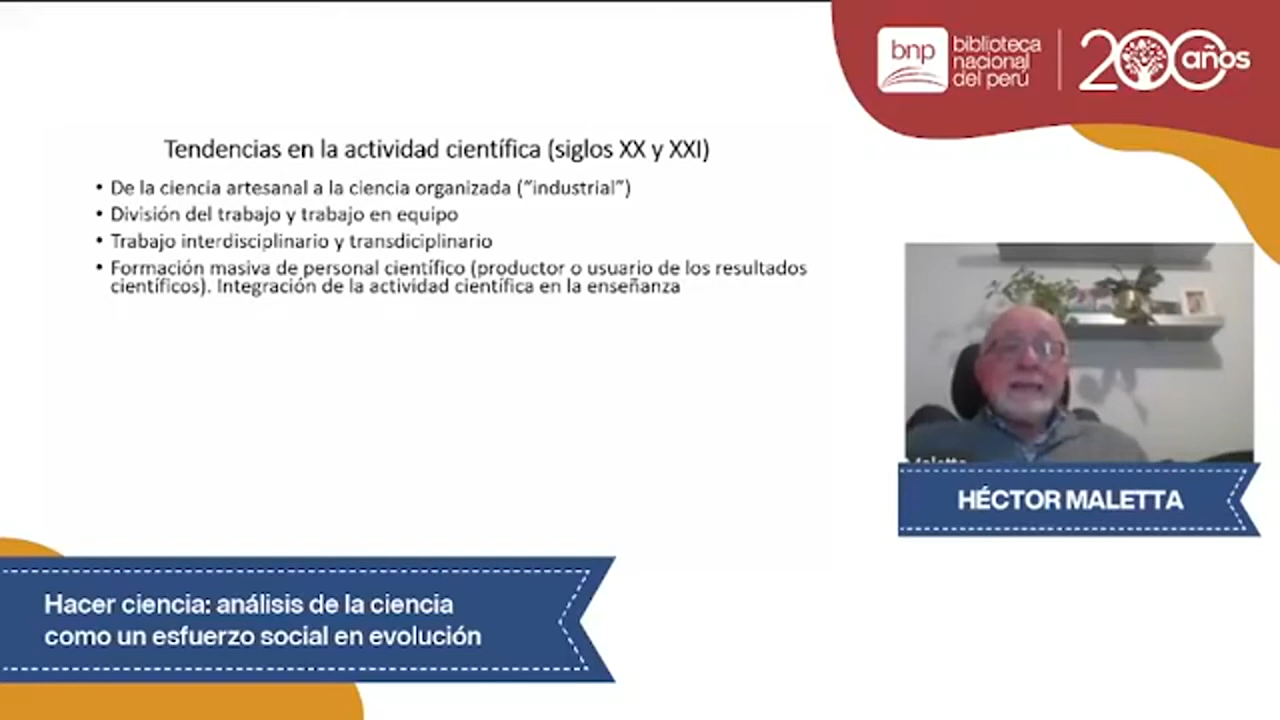 bnp
biblioteca
nacional
del perú
200 años
Tendencias en la actividad científica (siglos XX y XXI)
• De la ciencia artesanal a la ciencia organizada (“industrial”)
• División del trabajo y trabajo en equipo
• Trabajo interdisciplinario y transdiciplinario
• Formación masiva de personal científico (productor o usuario de los resultados
científicos). Integración de la actividad científica en la enseñanza
HÉCTOR MALETTA
Hacer ciencia: análisis de la ciencia
como un esfuerzo social en evolución